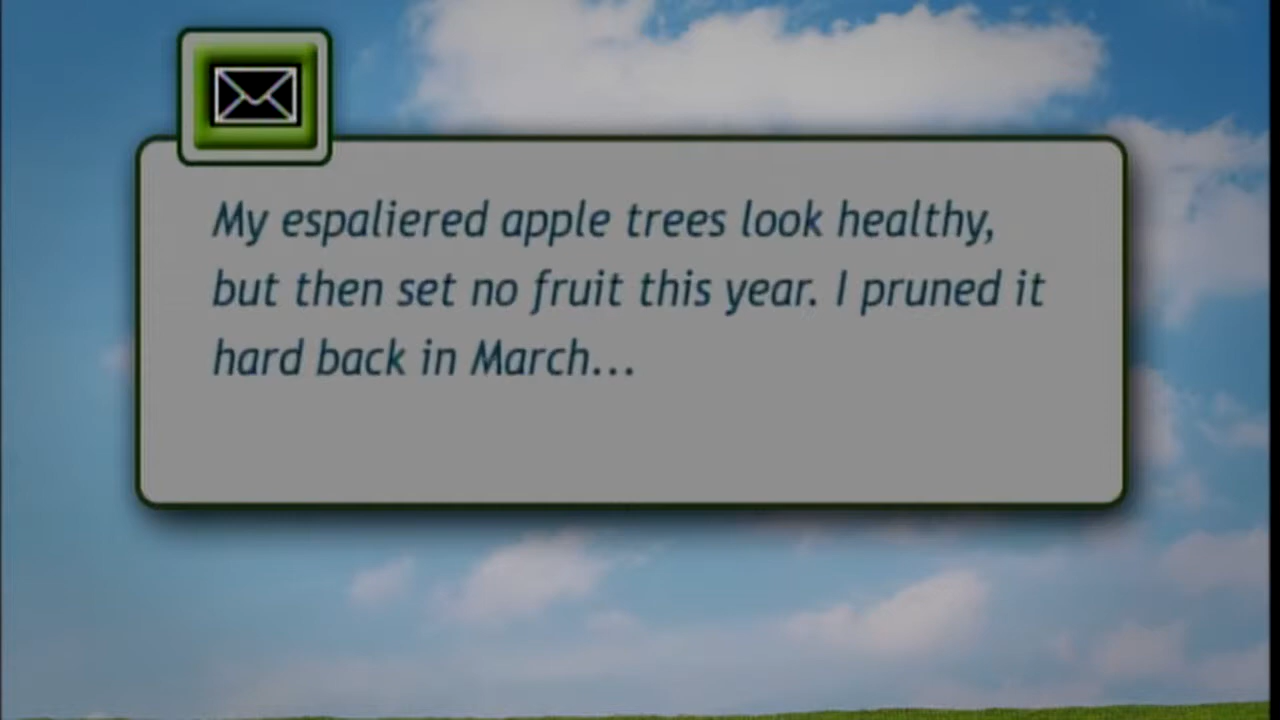 My espaliered apple trees look healthy,
but then set no fruit this year. I pruned it
hard back in March...